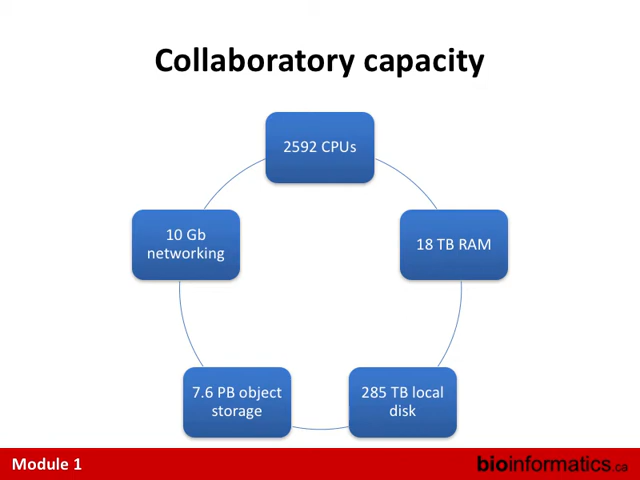 Collaboratory capacity
2592 CPUs
18 TB RAM
285 TB local
disk
7.6 PB object
storage
10 Gb
networking
Module 1
bioinformatics.ca